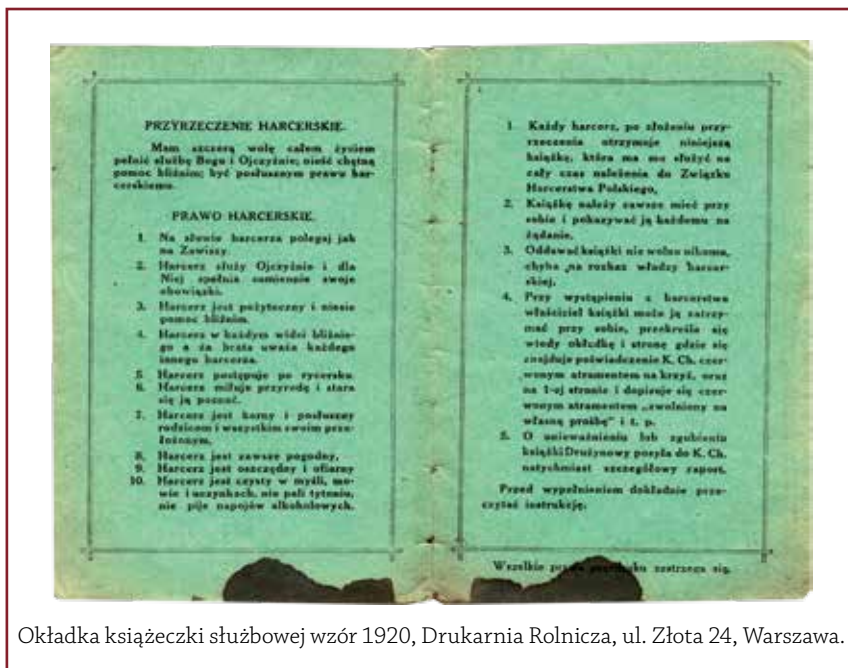 PRZYRZECZENIE HARCERSKIE.
Mam szczerą wolę całem życiem
pełnić służbę Bogu i Ojczyźnie; nieść chętną
pomoc bliźnim; być posłusznym prawu har-
cerskiemu.
PRAWO HARCERSKIE.
1. Na słowie harcerza polegaj jak
na Zawiszy.
2. Harcerz służy Ojczyźnie i dla
Niej spełnia sumiennie swoje
obowiązki.
3. Harcerz jest pożyteczny i niesie
pomoc bliźnim.
4. Harcerz w każdym widzi bliźnie-
go a za brata uważa każdego
innego harcerza.
5. Harcerz postępuje po rycersku.
6. Harcerz miłuje przyrodę i stara
się ją poznać.
7. Harcerz jest karny i posłuszny
rodzicom i wszystkim swoim prze-
łożonym.
8. Harcerz jest zawsze pogodny.
9. Harcerz jest oszczędny i ofiarny
10. Harcerz jest czysty w myśli, mo-
wie i uczynkach, nie pali tytoniu,
nie pije napojów alkoholowych.
1. Każdy harcerz, po złożeniu przy-
rzeczenia otrzymuje niniejszą
książkę, która ma mu służyć na
cały czas należenia do Związku
Harcerstwa Polskiego.
2. Książkę należy zawsze mieć przy
sobie i pokazywać ją każdemu na
żądanie.
3. Oddawać książki nie wolno nikomu,
chyba „na rozkaz władzy harcer-
skiej.
4. Przy wystąpieniu z harcerstwa
właściciel książki może ją zatrzy-
mać przy sobie, przekreśla się
wtedy okładkę i stronę gdzie się
znajduje poświadczenie K. Ch. czer-
wonym atramentem na krzyż, oraz
na 1-ej stronie i dopisuje się czer-
wonym atramentem „zwolniony na
własną prośbę" i t. p.
5. O unieważnieniu lub zgubieniu
książki Drużynowy posyła do K. Ch.
natychmiast szczegółowy raport.
Przed wypełnieniem dokładnie prze-
czytać instrukcję.
Wszelkie zastrzega się.
Okładka książeczki służbowej wzór 1920, Drukarnia Rolnicza, ul. Złota 24, Warszawa.